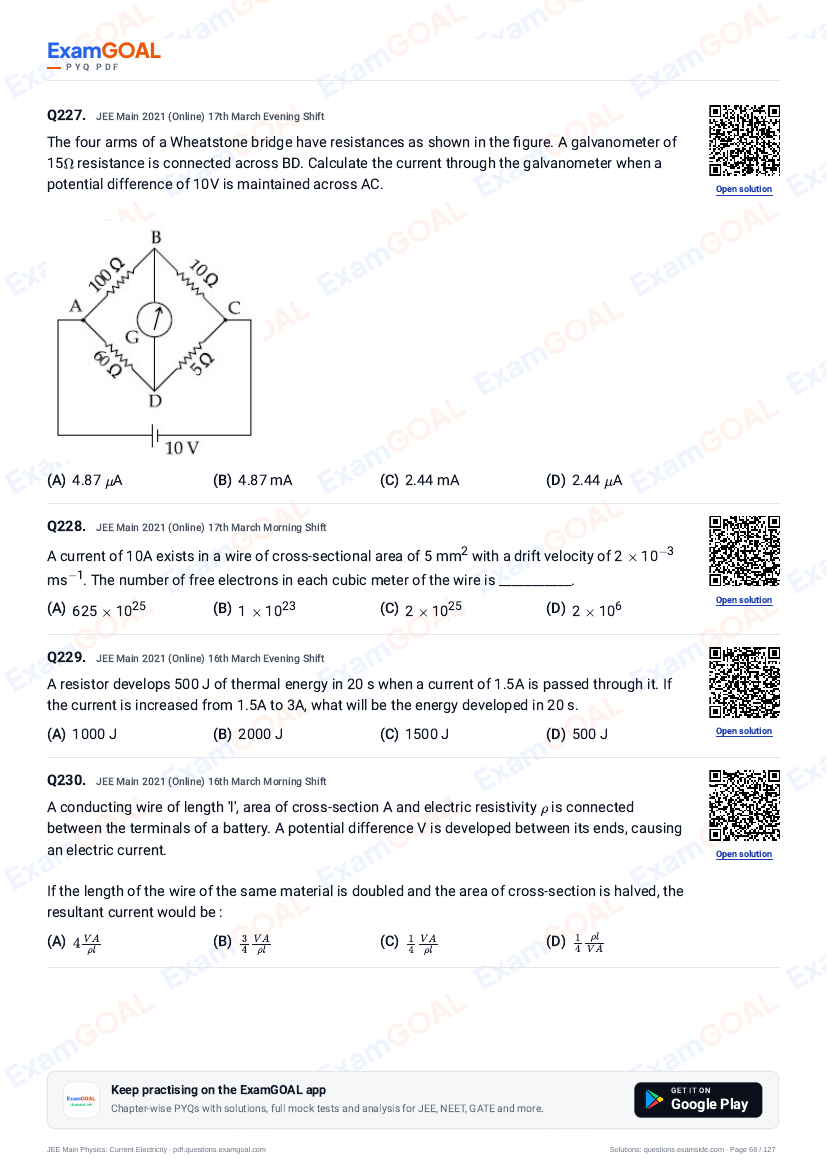 ExamGOAL
PYQ PDF
Q227. JEE Main 2021 (Online) 17th March Evening Shift
The four arms of a Wheatstone bridge have resistances as shown in the figure. A galvanometer of
15Ω resistance is connected across BD. Calculate the current through the galvanometer when a
potential difference of 10V is maintained across AC.
Open solution
B
100 Ω
10 Ω
A
C
G
60 Ω
5 Ω
D
10 V
(A) 4.87 μA (B) 4.87 mA (C) 2.44 mA (D) 2.44 μA
Q228. JEE Main 2021 (Online) 17th March Morning Shift
A current of 10A exists in a wire of cross-sectional area of 5 mm² with a drift velocity of 2 × 10⁻³
ms⁻¹. The number of free electrons in each cubic meter of the wire is ___________.
Open solution
(A) 625 × 10²⁵ (B) 1 × 10²³ (C) 2 × 10²⁵ (D) 2 × 10⁶
Q229. JEE Main 2021 (Online) 16th March Evening Shift
A resistor develops 500 J of thermal energy in 20 s when a current of 1.5A is passed through it. If
the current is increased from 1.5A to 3A, what will be the energy developed in 20 s.
Open solution
(A) 1000 J (B) 2000 J (C) 1500 J (D) 500 J
Q230. JEE Main 2021 (Online) 16th March Morning Shift
A conducting wire of length 'l', area of cross-section A and electric resistivity ρ is connected
between the terminals of a battery. A potential difference V is developed between its ends, causing
an electric current.
Open solution
If the length of the wire of the same material is doubled and the area of cross-section is halved, the
resultant current would be :
(A) 4 VA/ρl (B) 3/4 VA/ρl (C) 1/4 VA/ρl (D) 1/4 ρl/VA
ExamGOAL
Keep practising on the ExamGOAL app
Chapter-wise PYQs with solutions, full mock tests and analysis for JEE, NEET, GATE and more.
GET IT ON
Google Play
JEE Main Physics: Current Electricity · pdf.questions.examgoal.com Solutions: questions.examside.com · Page 66 / 127